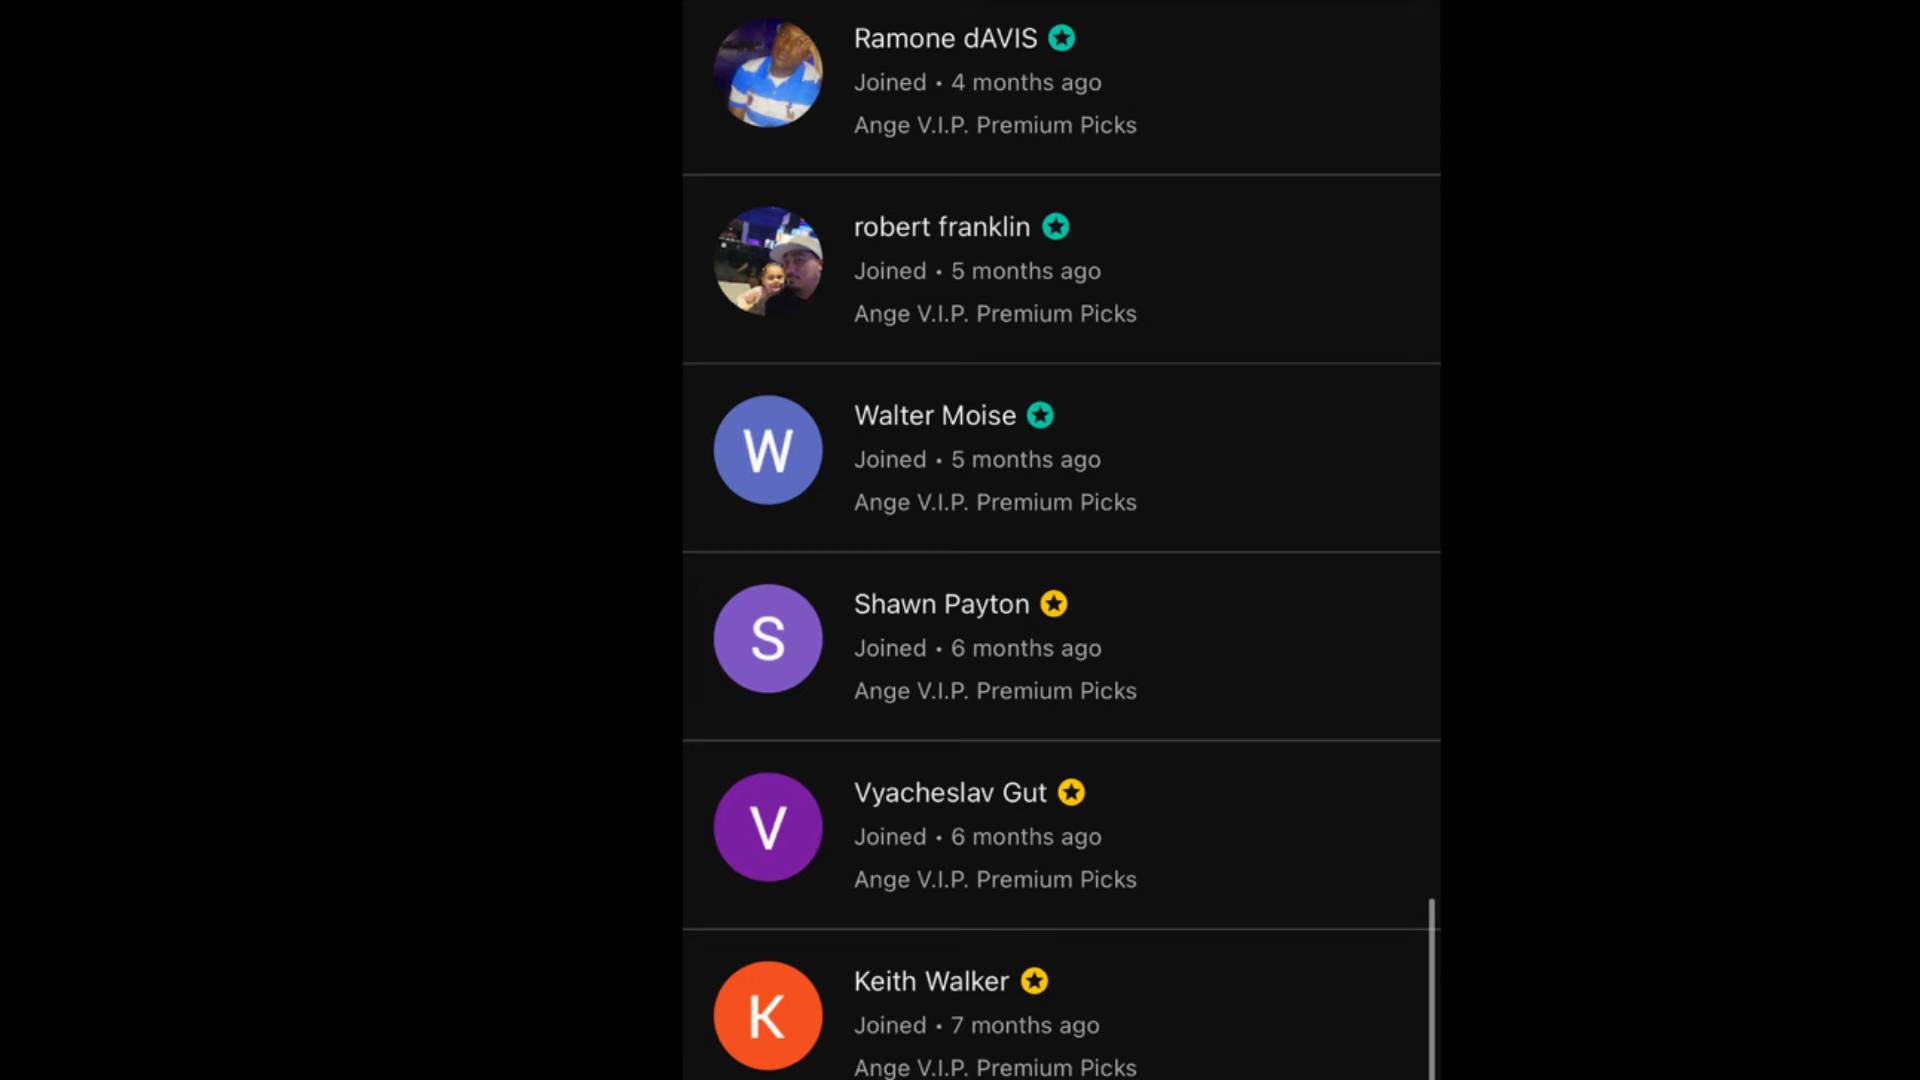 Ramone dAVIS
Joined • 4 months ago
Ange V.I.P. Premium Picks
robert franklin
Joined • 5 months ago
Ange V.I.P. Premium Picks
W
Walter Moise
Joined • 5 months ago
Ange V.I.P. Premium Picks
S
Shawn Payton
Joined • 6 months ago
Ange V.I.P. Premium Picks
V
Vyacheslav Gut
Joined • 6 months ago
Ange V.I.P. Premium Picks
K
Keith Walker
Joined • 7 months ago
Ange V.I.P. Premium Picks